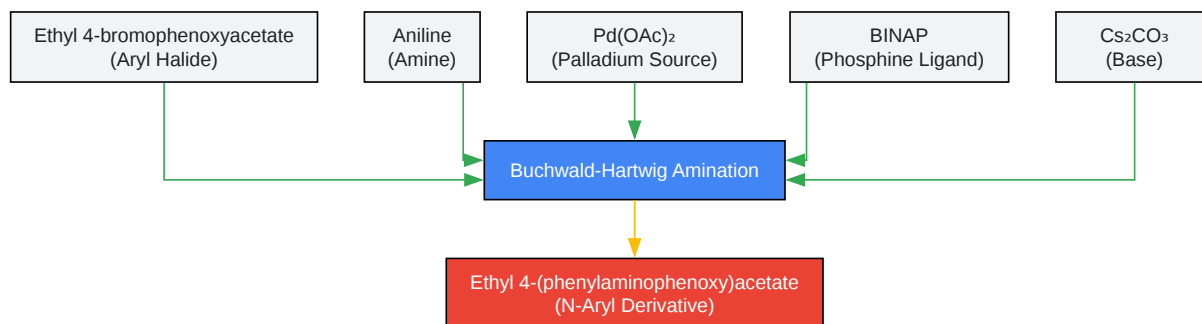 Ethyl 4-bromophenoxyacetate
(Aryl Halide)
Aniline
(Amine)
Pd(OAc)₂
(Palladium Source)
BINAP
(Phosphine Ligand)
Cs₂CO₃
(Base)
Buchwald-Hartwig Amination
Ethyl 4-(phenylaminophenoxy)acetate
(N-Aryl Derivative)